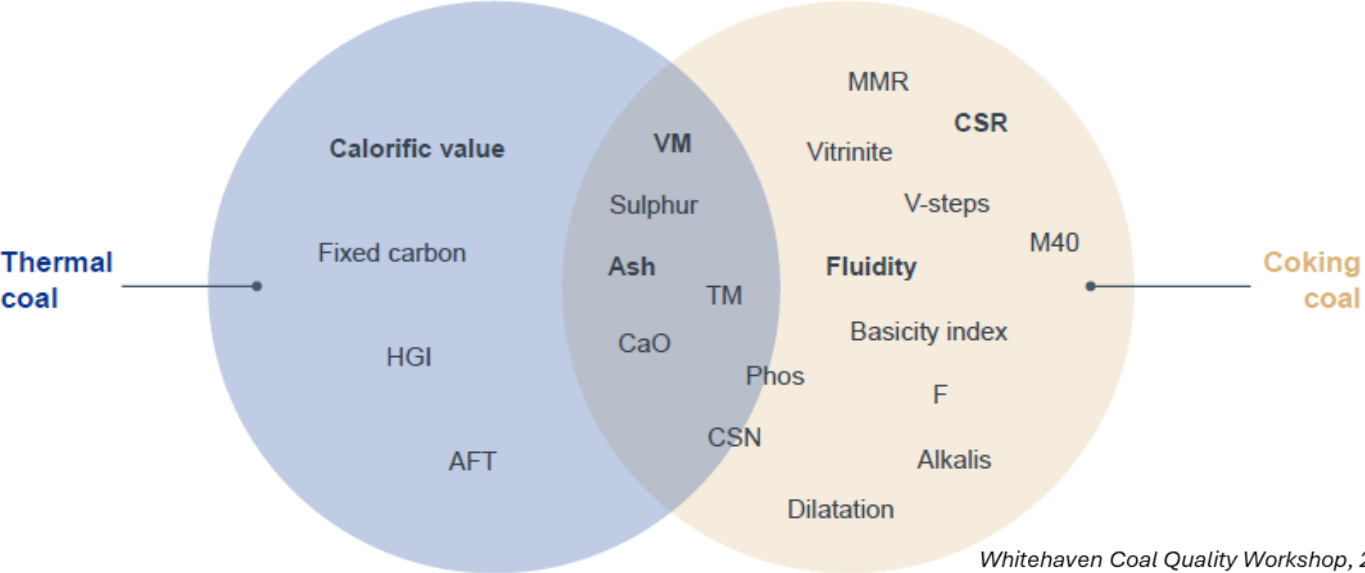 MMR
CSR
Calorific value
VM
Vitrinite
Sulphur
V-steps
M40
Thermal
coal
Fixed carbon
Ash
TM
Fluidity
Coking
coal
CaO
Basicity index
HGI
Phos
F
CSN
AFT
Alkalis
Dilatation
Whitehaven Coal Quality Workshop,